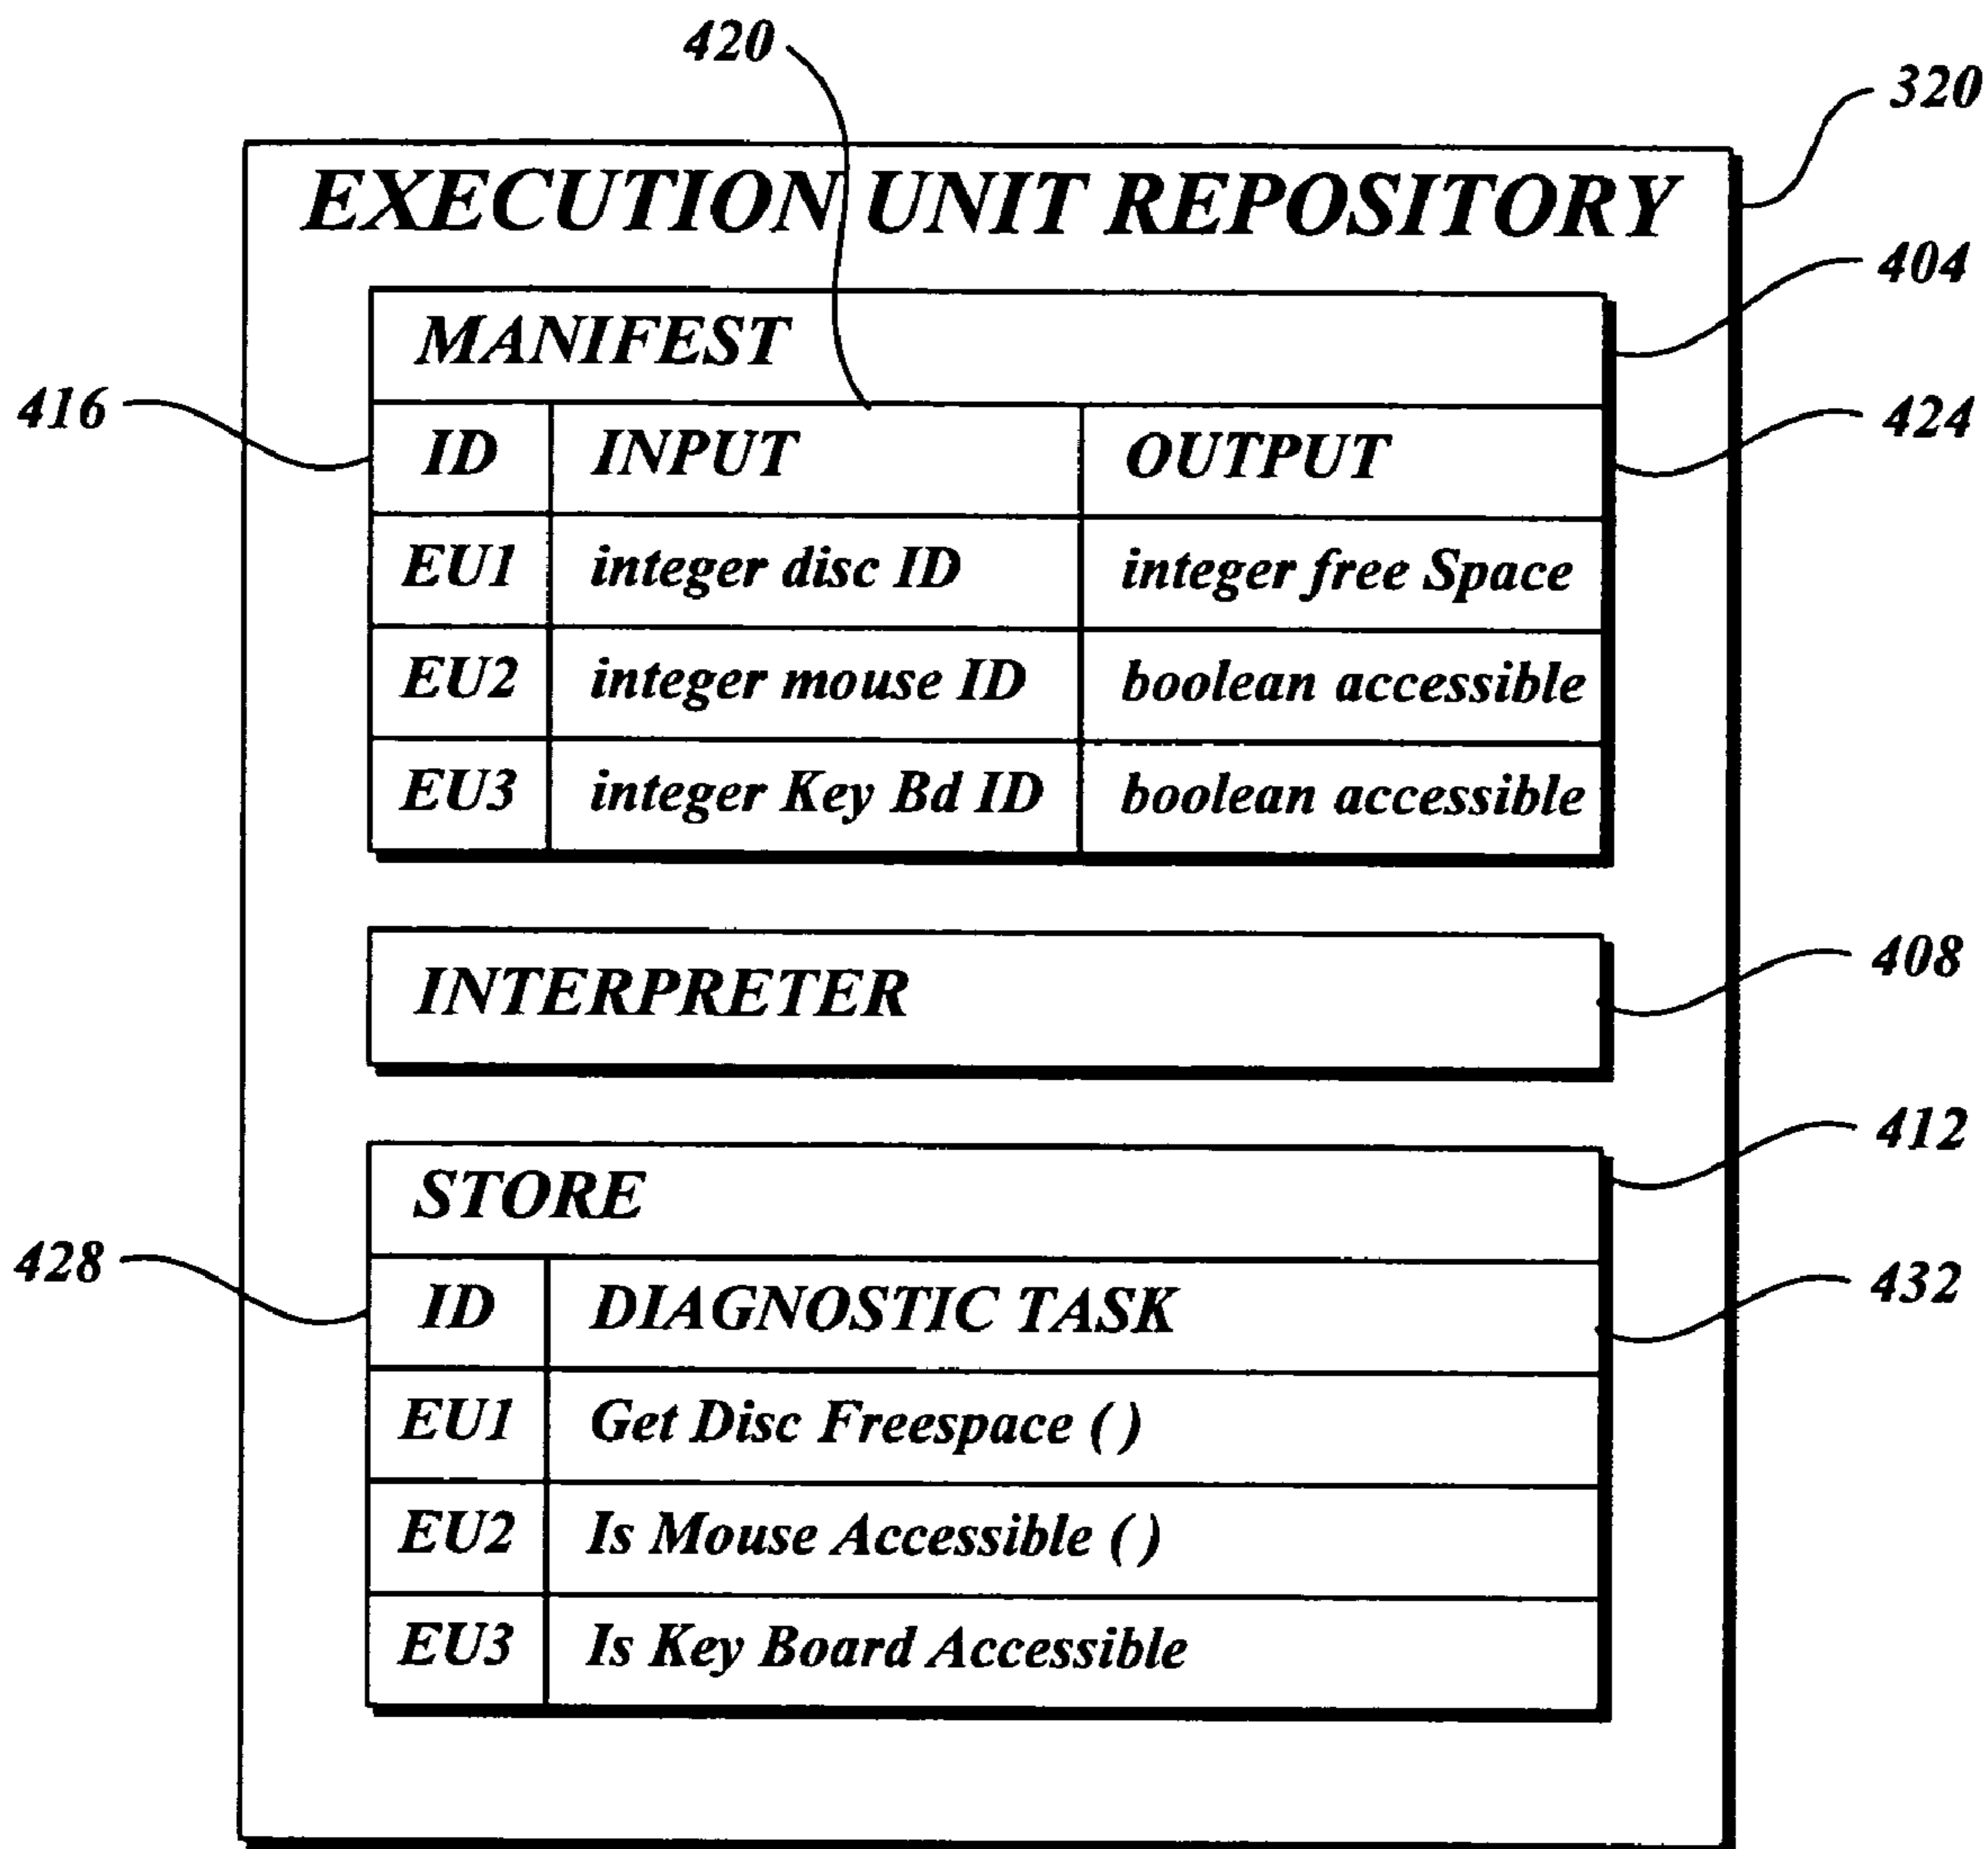 420
320
EXECUTION UNIT REPOSITORY
404
MANIFEST
416
424
ID INPUT OUTPUT
EU1 integer disc ID integer free Space
EU2 integer mouse ID boolean accessible
EU3 integer Key Bd ID boolean accessible
408
INTERPRETER
412
STORE
428
432
ID DIAGNOSTIC TASK
EU1 Get Disc Freespace ( )
EU2 Is Mouse Accessible ( )
EU3 Is Key Board Accessible